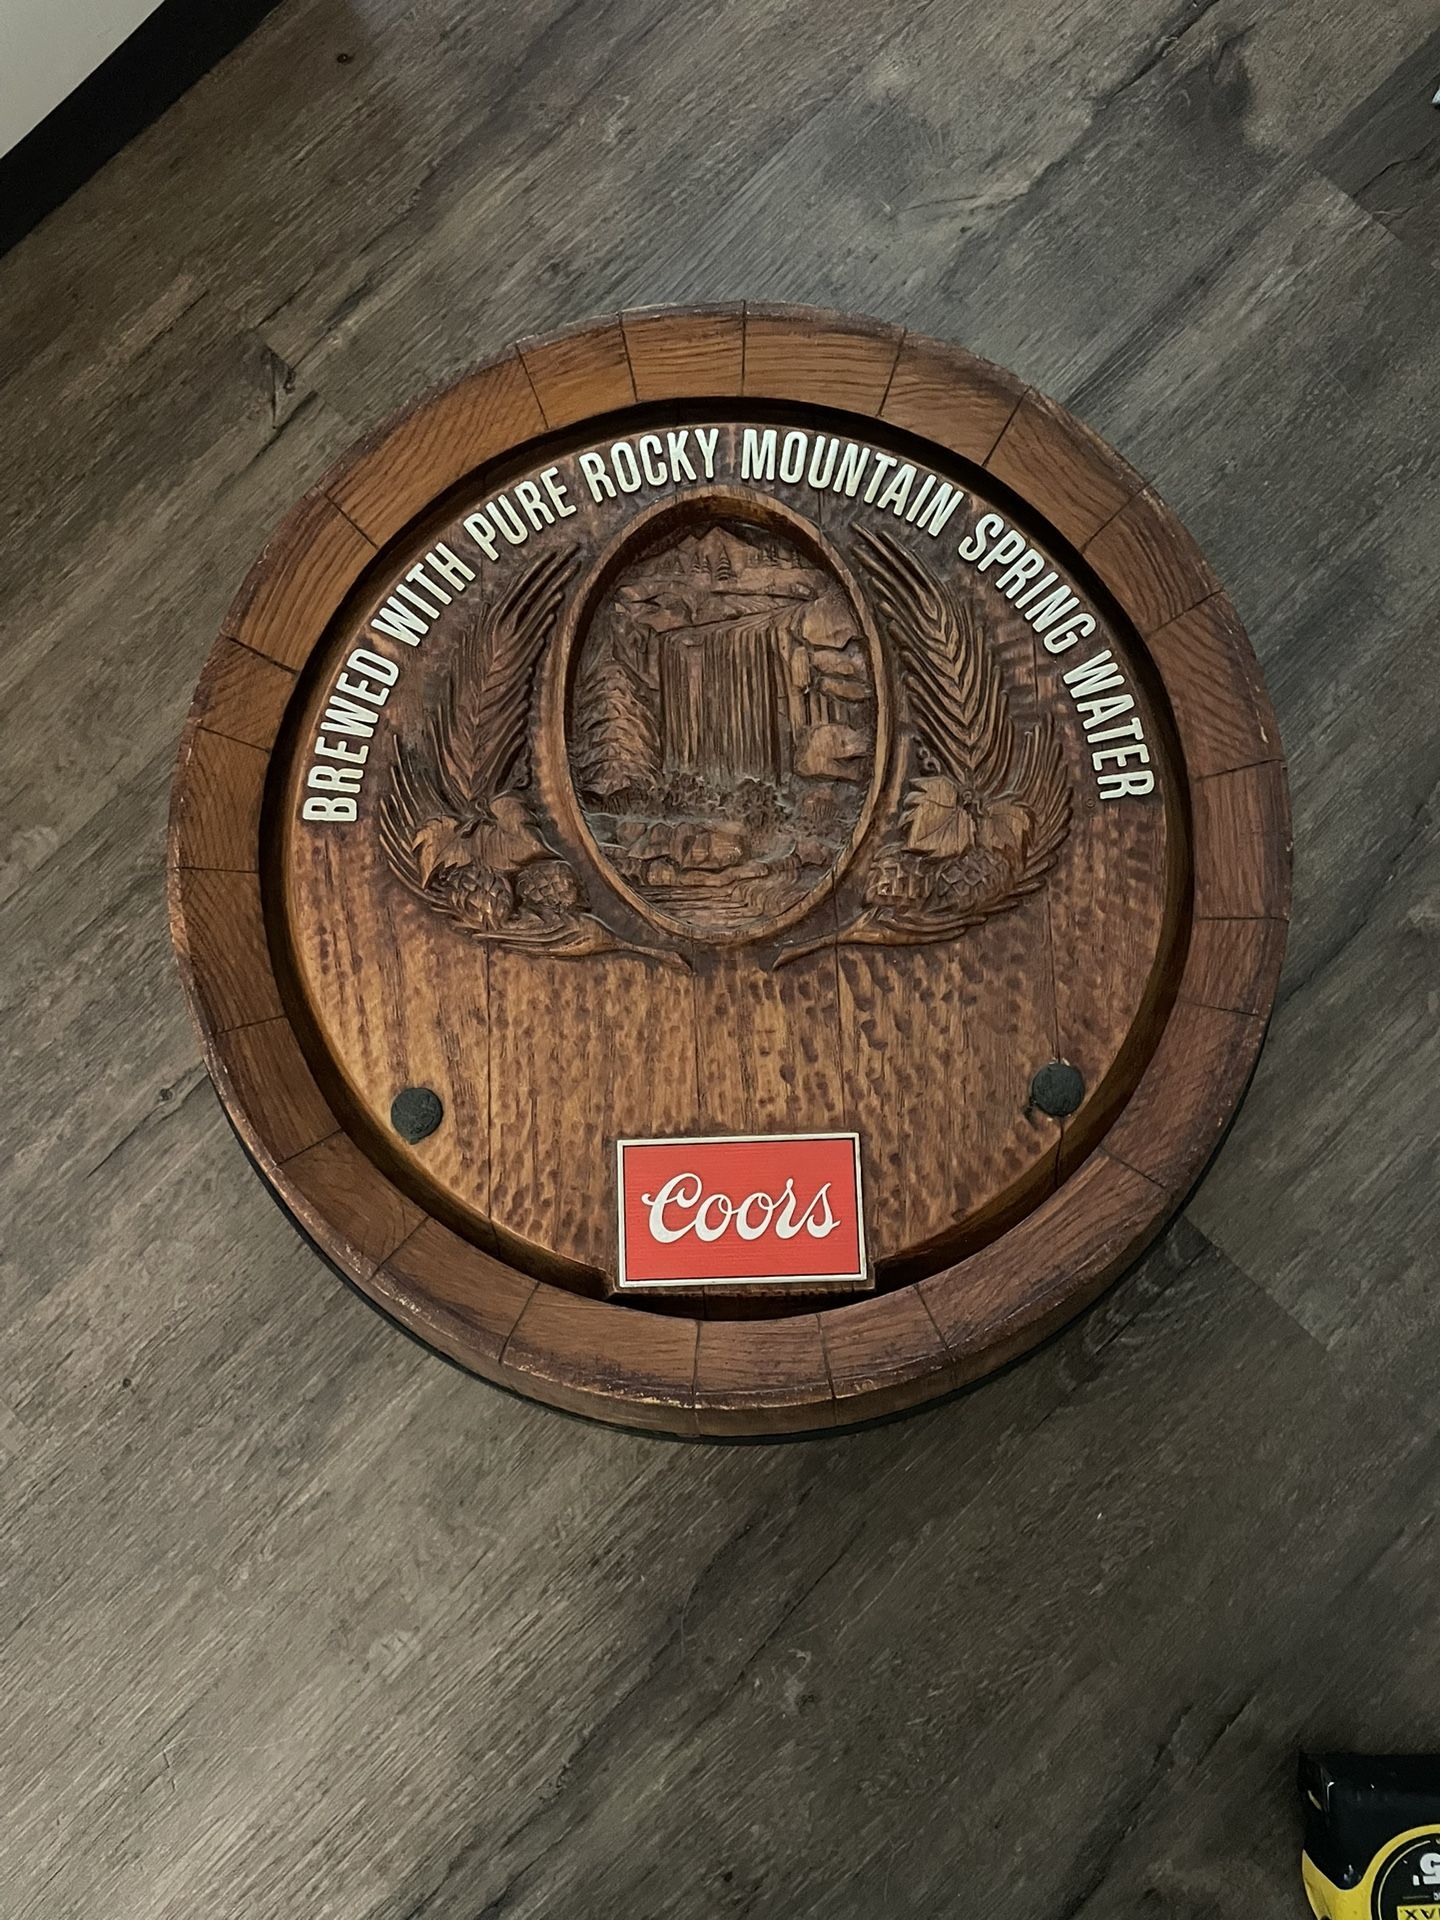 BREWED WITH PURE ROCKY MOUNTAIN SPRING WATER
Coors